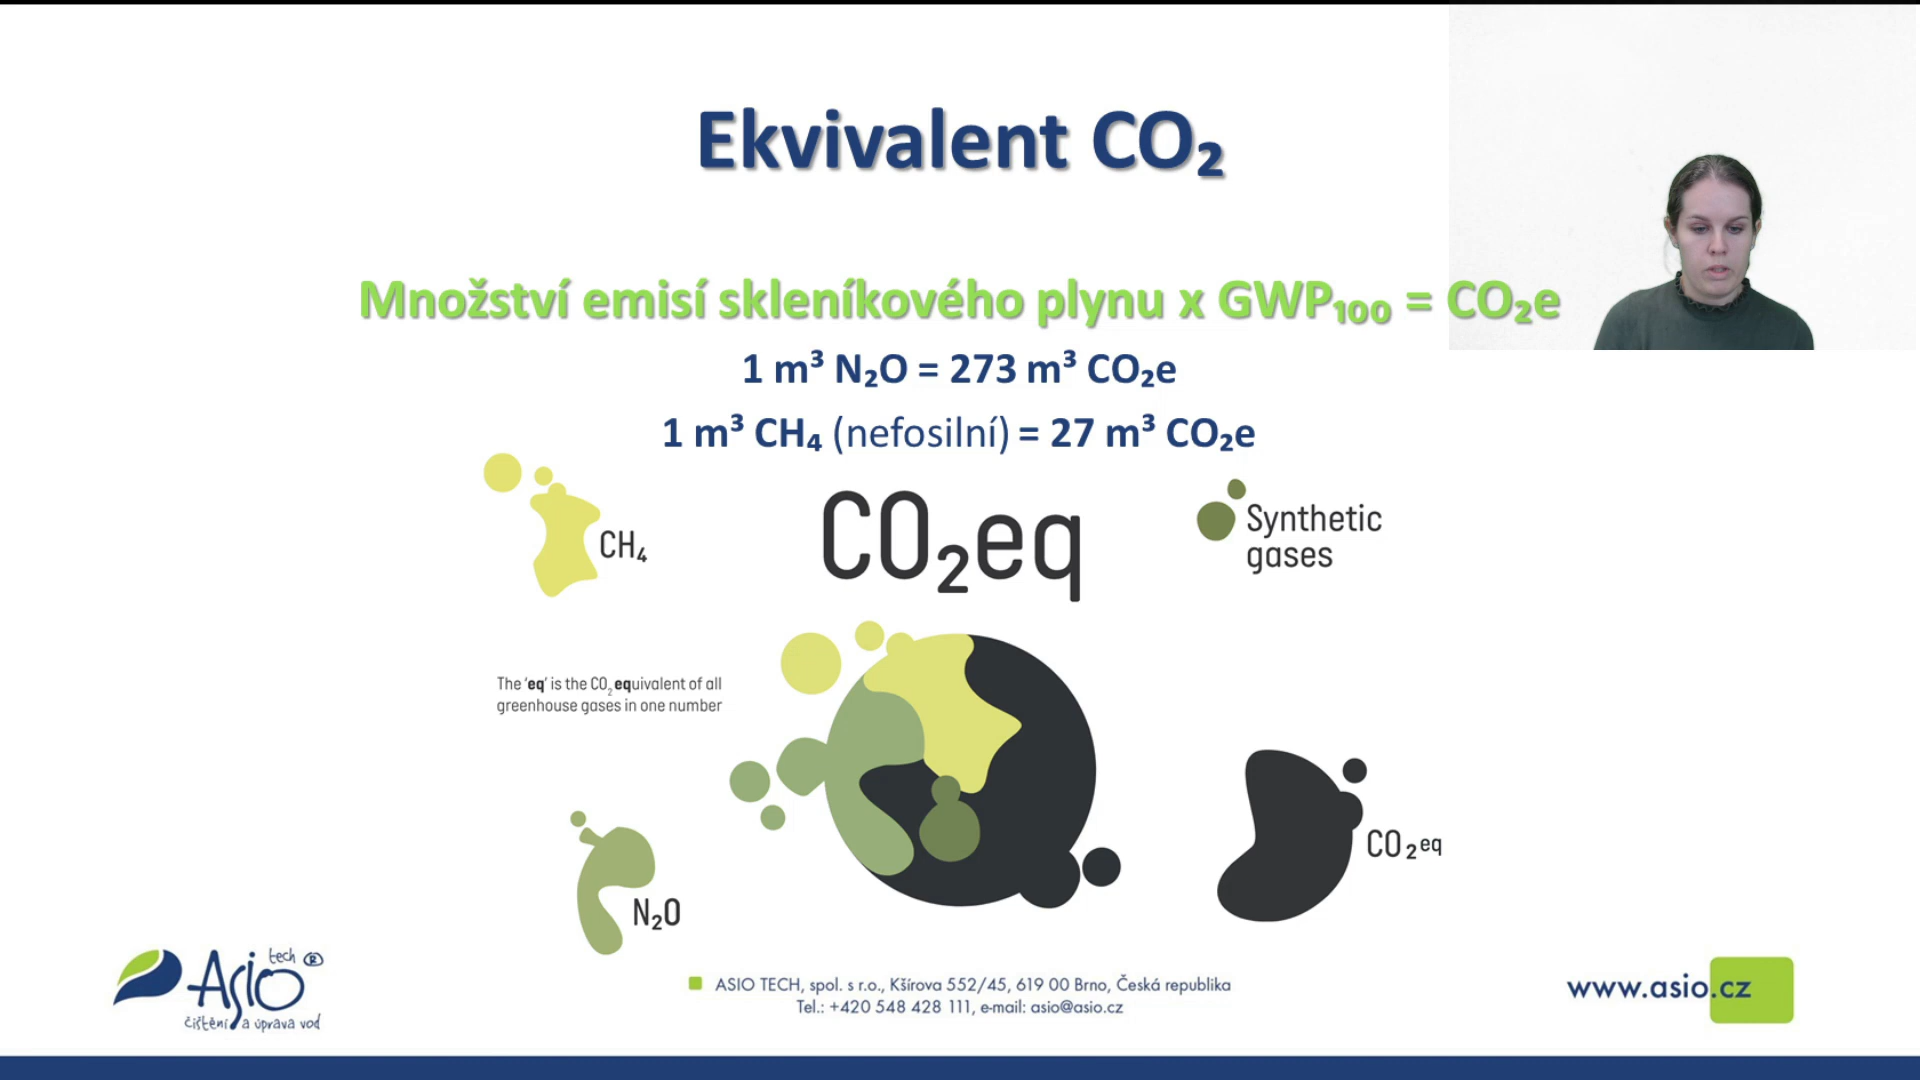 Ekvivalent CO₂
Množství emisí skleníkového plynu x GWP₁₀₀ = CO₂e
1 m³ N₂O = 273 m³ CO₂e
1 m³ CH₄ (nefosilní) = 27 m³ CO₂e
CH₄
CO₂eq
Synthetic
gases
The ‘eq’ is the CO₂ equivalent of all
greenhouse gases in one number
CO₂eq
N₂O
Asio tech ®
čištění a úprava vod
ASIO TECH, spol. s r.o., Kšírova 552/45, 619 00 Brno, Česká republika
Tel.: +420 548 428 111, e-mail: asio@asio.cz
www.asio.cz